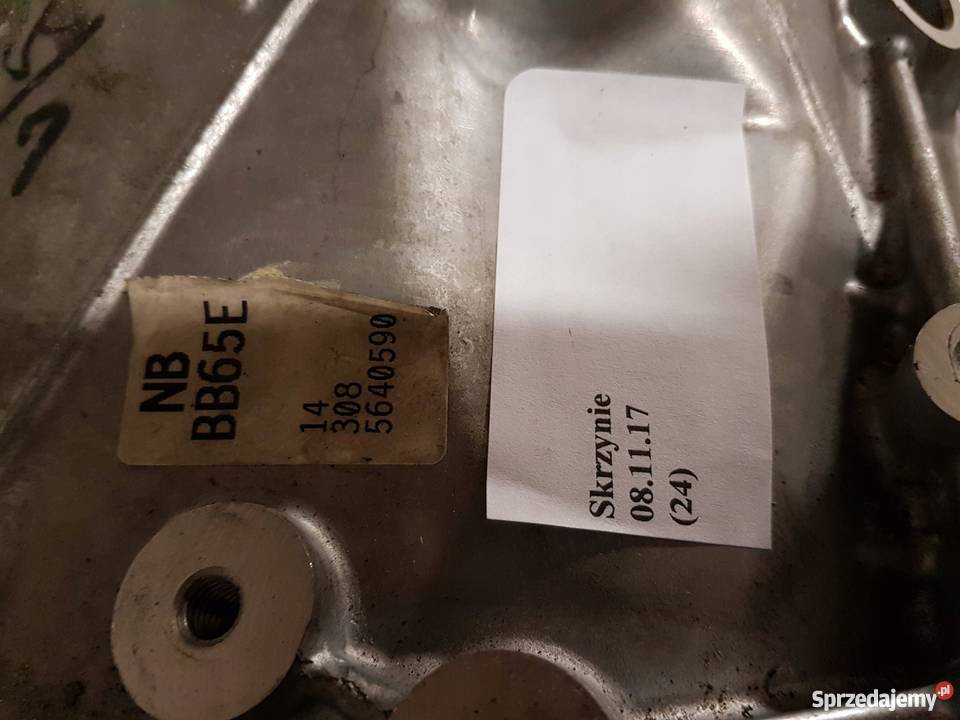 NB
BB65E
14
308
5640590
Skrzynie
08.11.17
(24)
Sprzedajemy.pl